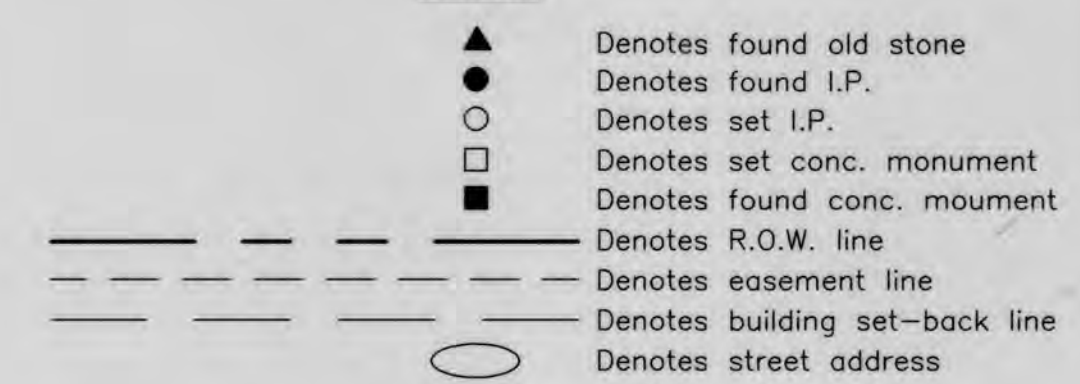 Denotes found old stone
Denotes found I.P.
Denotes set I.P.
Denotes set conc. monument
Denotes found conc. moument
Denotes R.O.W. line
Denotes easement line
Denotes building set-back line
Denotes street address